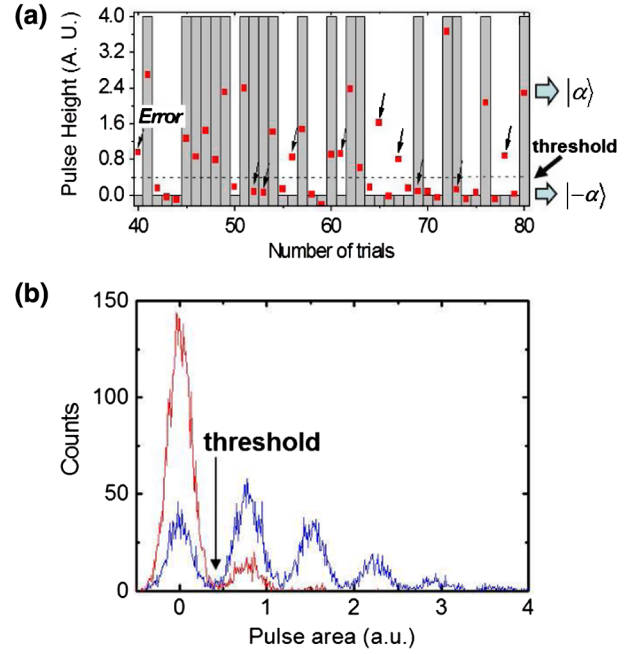 (a)
Pulse Height (A. U.)
4.0
3.2
2.4
1.6
0.8
0.0
Error
|α⟩
threshold
|−α⟩
40 50 60 70 80
Number of trials
(b)
Counts
150
100
50
0
threshold
0 1 2 3 4
Pulse area (a.u.)